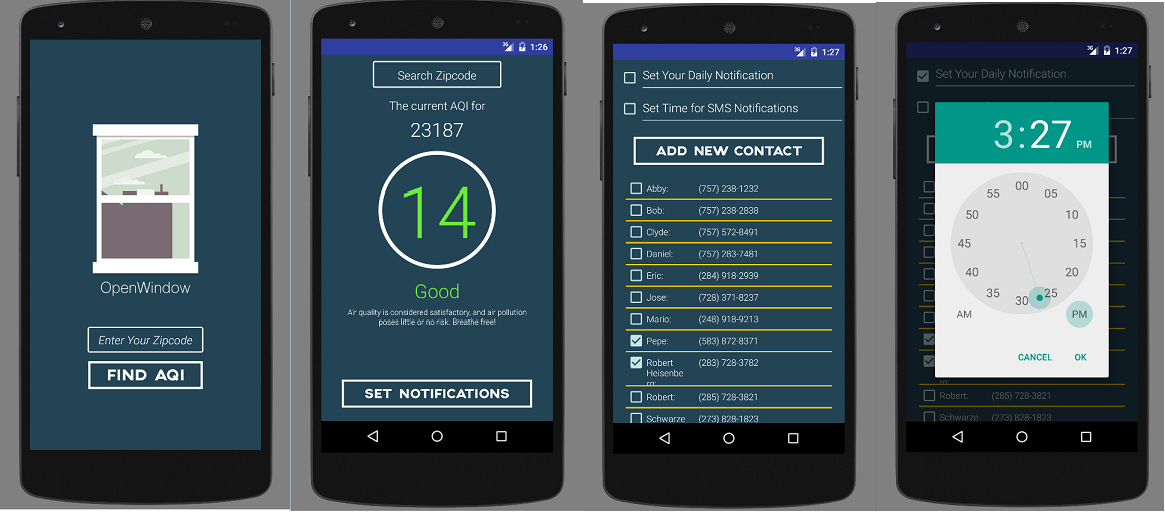 OpenWindow
Enter Your Zipcode
FIND AQI
3G 1:26
Search Zipcode
The current AQI for
23187
14
Good
Air quality is considered satisfactory, and air pollution
poses little or no risk. Breathe free!
SET NOTIFICATIONS
3G 1:27
Set Your Daily Notification
Set Time for SMS Notifications
ADD NEW CONTACT
Abby: (757) 238-1232
Bob: (757) 238-2838
Clyde: (757) 572-8491
Daniel: (757) 283-7481
Eric: (284) 918-2939
Jose: (728) 371-8237
Mario: (248) 918-9213
Pepe: (583) 872-8371
Robert (283) 728-3782
Heisenbe
rg:
Robert: (285) 728-3821
Schwarze (273) 828-1823
3G 1:27
Set Your Daily Notification
3:27 PM
00
55 05
50 10
45 15
40 20
35 25
30
AM PM
CANCEL OK
rg:
Robert: (285) 728-3821
Schwarze (273) 828-1823